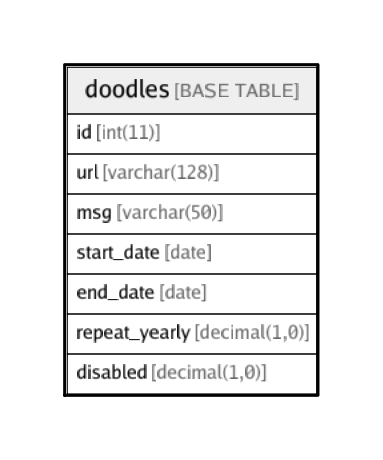 doodles [BASE TABLE]
id [int(11)]
url [varchar(128)]
msg [varchar(50)]
start_date [date]
end_date [date]
repeat_yearly [decimal(1,0)]
disabled [decimal(1,0)]